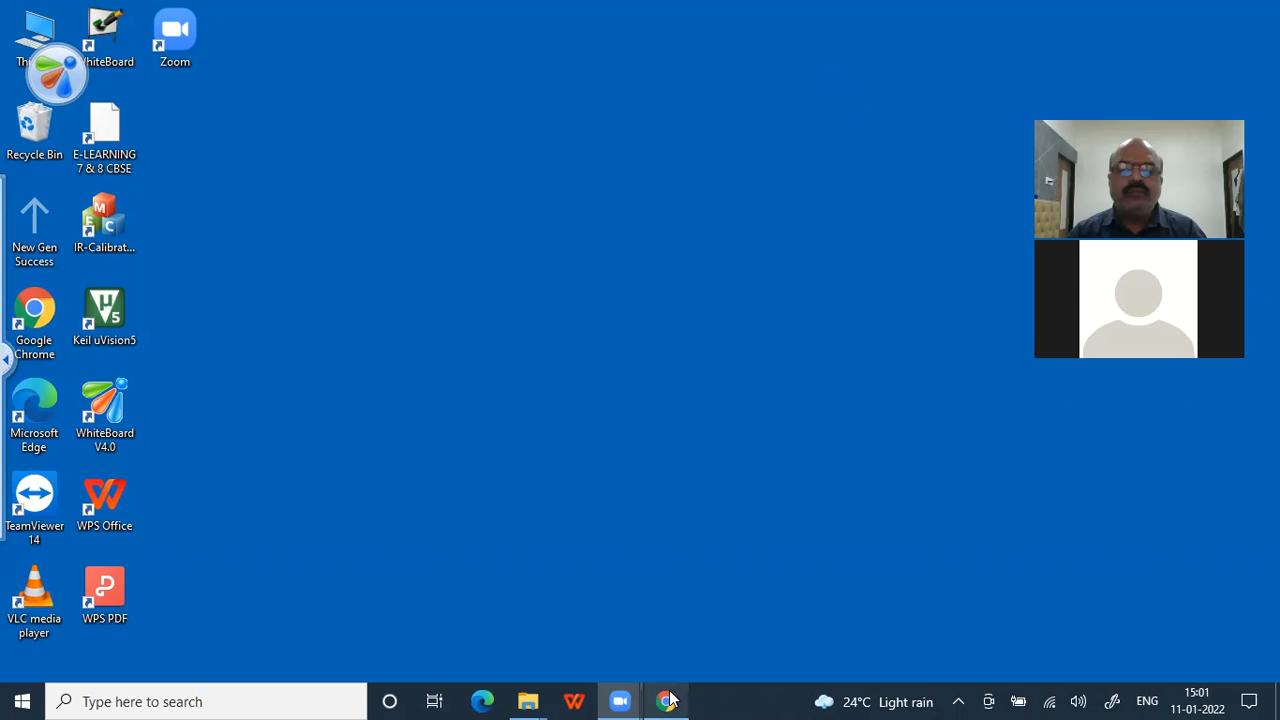 Th
WhiteBoard
Zoom
Recycle Bin
E-LEARNING
7 & 8 CBSE
New Gen
Success
M
E
C
IR-Calibrat...
Google
Chrome
μ
V
5
Keil uVision5
Microsoft
Edge
WhiteBoard
V4.0
TeamViewer
14
W
WPS Office
VLC media
player
P
WPS PDF
Type here to search
W
24°C Light rain
ENG
15:01
11-01-2022